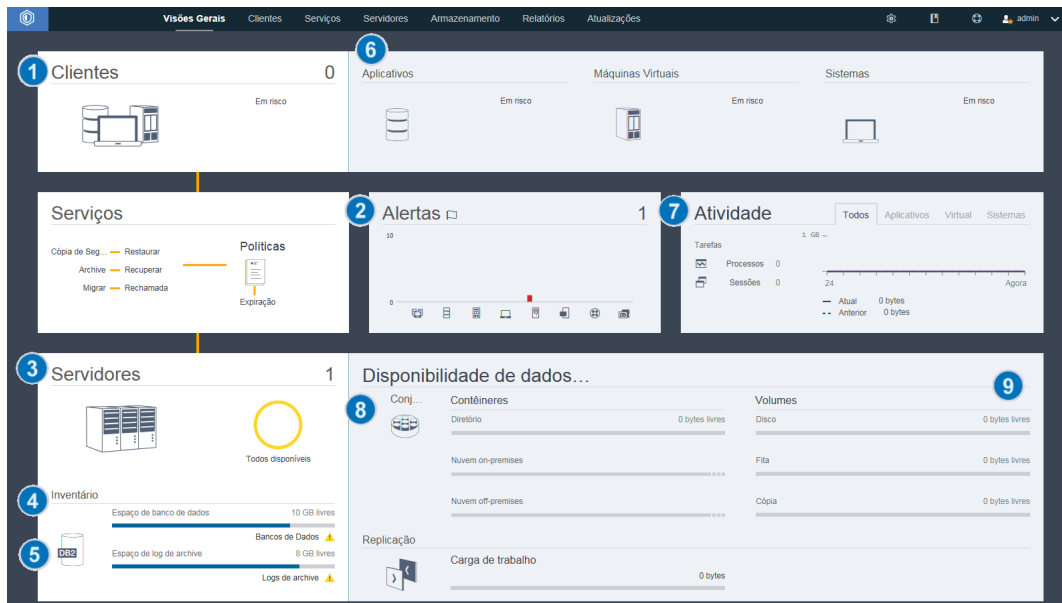 Visões Gerais Clientes Serviços Servidores Armazenamento Relatórios Atualizações admin
1 Clientes 0
Em risco
6
Aplicativos Máquinas Virtuais Sistemas
Em risco Em risco Em risco
Serviços
Cópia de Seg... Restaurar
Archive Recuperar
Migrar Rechamada
Políticas
Expiração
2 Alertas 1
10
0
7 Atividade Todos Aplicativos Virtual Sistemas
Tarefas
Processos 0
Sessões 0
1 GB
24 Agora
Atual 0 bytes
Anterior 0 bytes
3 Servidores 1
Todos disponíveis
4 Inventário
Espaço de banco de dados 10 GB livres
Bancos de Dados
5 DB2 Espaço de log de archive 8 GB livres
Logs de archive
Disponibilidade de dados...
8 Conj...
Contêineres
Diretório 0 bytes livres
Nuvem on-premises
Nuvem off-premises
9
Volumes
Disco 0 bytes livres
Fita 0 bytes livres
Cópia 0 bytes livres
Replicação
Carga de trabalho
0 bytes